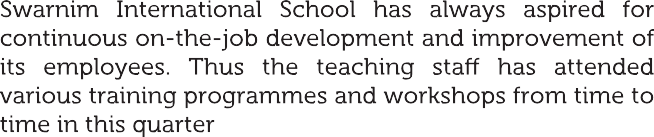 Swarnim International School has always aspired for
continuous on-the-job development and improvement of
its employees. Thus the teaching staff has attended
various training programmes and workshops from time to
time in this quarter